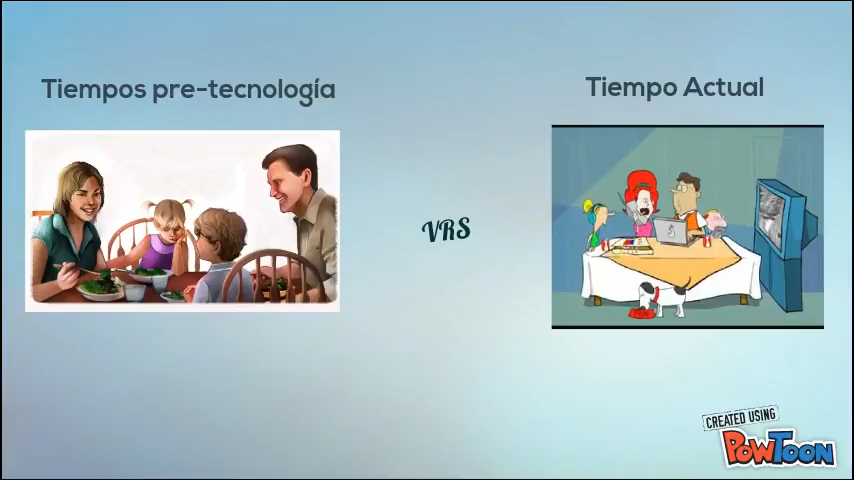 Tiempos pre-tecnología
Tiempo Actual
VRS
CREATED USING
POWTOON